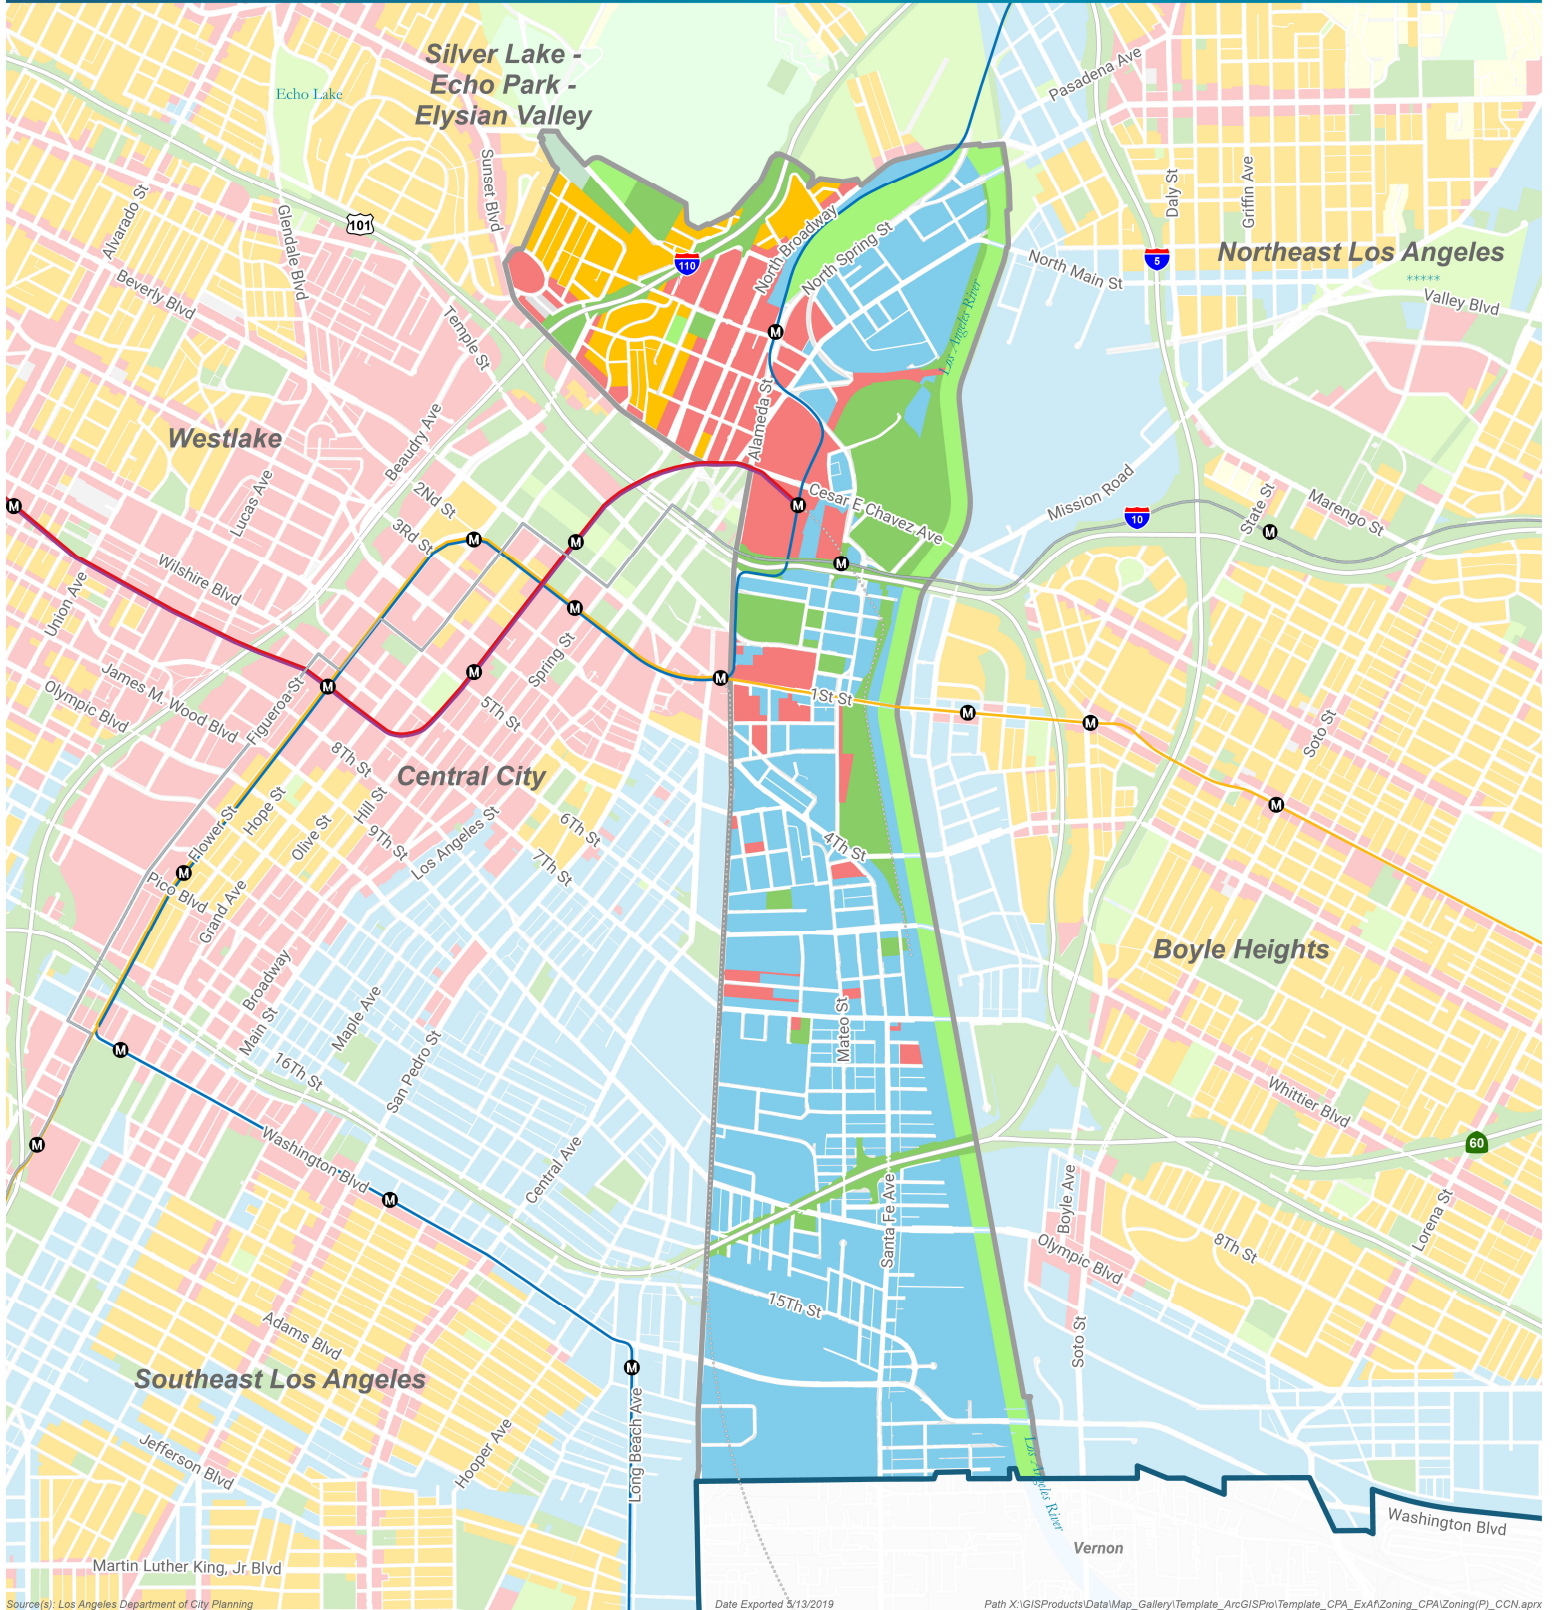 Silver Lake -
Echo Park -
Elysian Valley
Echo Lake
Sunset Blvd
Pasadena Ave
Daly St
Griffin Ave
Alvarado St
Glendale Blvd
101
110
5
North Broadway
North Spring St
North Main St
Northeast Los Angeles
*****
Valley Blvd
Beverly Blvd
Temple St
Los Angeles River
Alameda St
Westlake
Beaudry Ave
Lucas Ave
2Nd St
3Rd St
M
M
M
M
M
M
Cesar E Chavez Ave
Mission Road
10
State St
Marengo St
M
M
Wilshire Blvd
Union Ave
M
Spring St
M
M
M
1St St
M
M
M
James M. Wood Blvd
Olympic Blvd
Figueroa St
5Th St
Soto St
8Th St
Central City
Hill St
Hope St
Flower St
Olive St
9Th St
Los Angeles St
6Th St
7Th St
4Th St
M
Pico Blvd
Grand Ave
Boyle Heights
Broadway
Main St
Maple Ave
Mateo St
M
16Th St
San Pedro St
Whittier Blvd
M
60
Washington Blvd
M
Central Ave
Santa Fe Ave
Boyle Ave
Lorena St
Olympic Blvd
8Th St
15Th St
Adams Blvd
Soto St
M
Southeast Los Angeles
Long Beach Ave
Hooper Ave
Jefferson Blvd
Los Angeles River
Washington Blvd
Vernon
Martin Luther King, Jr Blvd
Source(s): Los Angeles Department of City Planning
Date Exported 5/13/2019
Path X:\GISProducts\Data\Map_Gallery\Template_ArcGISPro\Template_CPA_ExAf\Zoning_CPA\Zoning(P)_CCN.aprx